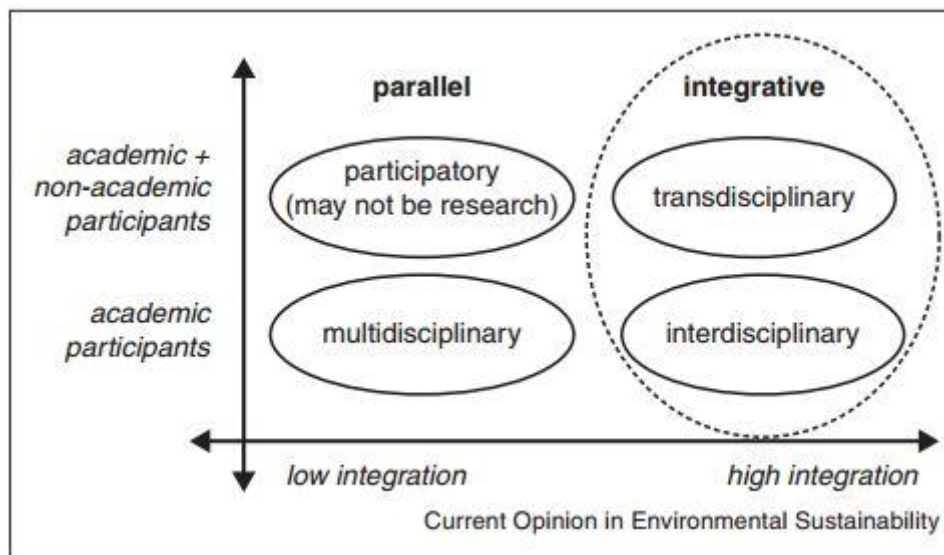 parallel
integrative
academic +
non-academic
participants
participatory
(may not be research)
transdisciplinary
academic
participants
multidisciplinary
interdisciplinary
low integration
high integration
Current Opinion in Environmental Sustainability